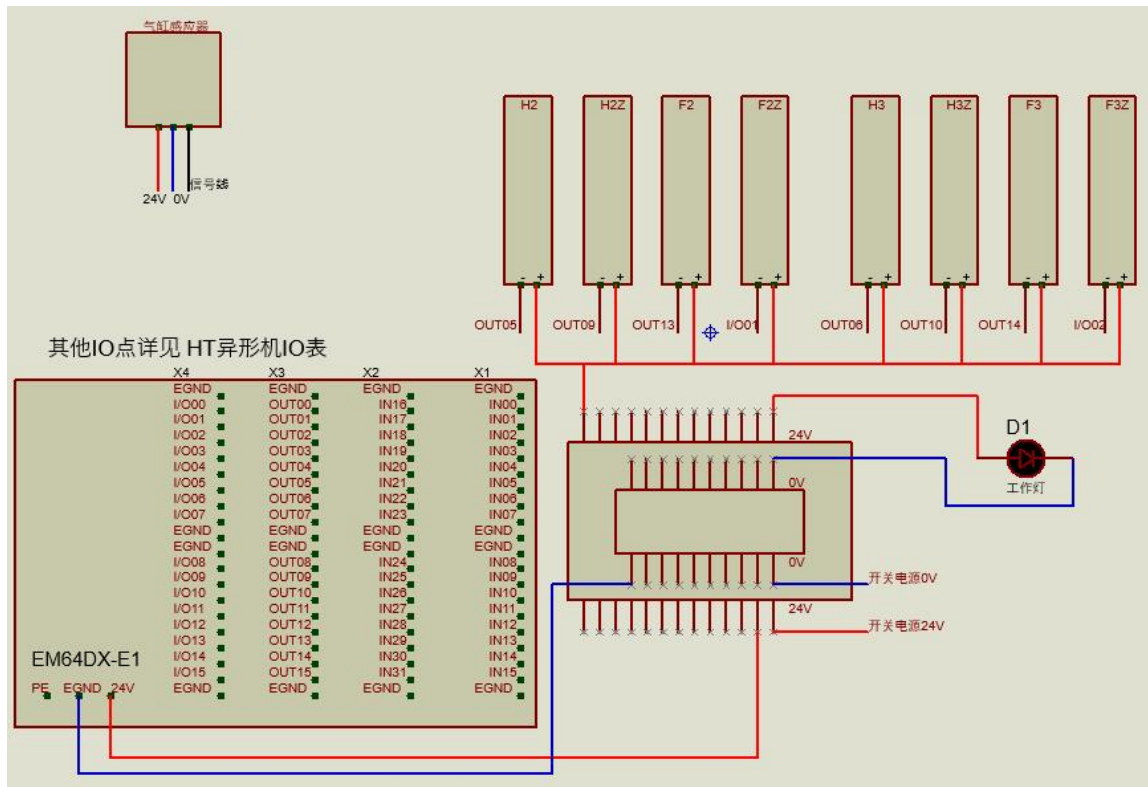 气缸感应器
24V 0V 信号线
H2 H2Z F2 F2Z H3 H3Z F3 F3Z
- + - + - + - + - + - + - + - +
OUT05 OUT09 OUT13 I/O01 OUT06 OUT10 OUT14 I/O02
其他IO点详见 HT异形机IO表
X4 X3 X2 X1
EGND EGND EGND EGND
I/O00 OUT00 IN16 IN00
I/O01 OUT01 IN17 IN01
I/O02 OUT02 IN18 IN02
I/O03 OUT03 IN19 IN03
I/O04 OUT04 IN20 IN04
I/O05 OUT05 IN21 IN05
I/O06 OUT06 IN22 IN06
I/O07 OUT07 IN23 IN07
EGND EGND EGND EGND
EGND EGND EGND EGND
I/O08 OUT08 IN24 IN08
I/O09 OUT09 IN25 IN09
I/O10 OUT10 IN26 IN10
I/O11 OUT11 IN27 IN11
I/O12 OUT12 IN28 IN12
I/O13 OUT13 IN29 IN13
I/O14 OUT14 IN30 IN14
I/O15 OUT15 IN31 IN15
EGND EGND EGND EGND
EM64DX-E1
PE EGND 24V
24V
0V
0V
24V
D1
工作灯
开关电源0V
开关电源24V